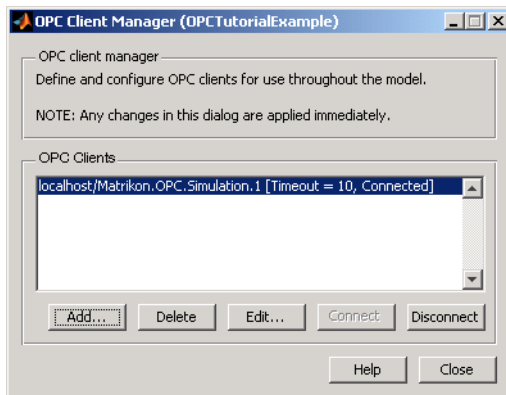 OPC Client Manager (OPCTutorialExample)
OPC client manager
Define and configure OPC clients for use throughout the model.
NOTE: Any changes in this dialog are applied immediately.
OPC Clients
localhost/Matrikon.OPC.Simulation.1 [Timeout = 10, Connected]
Add... Delete Edit... Connect Disconnect
Help Close